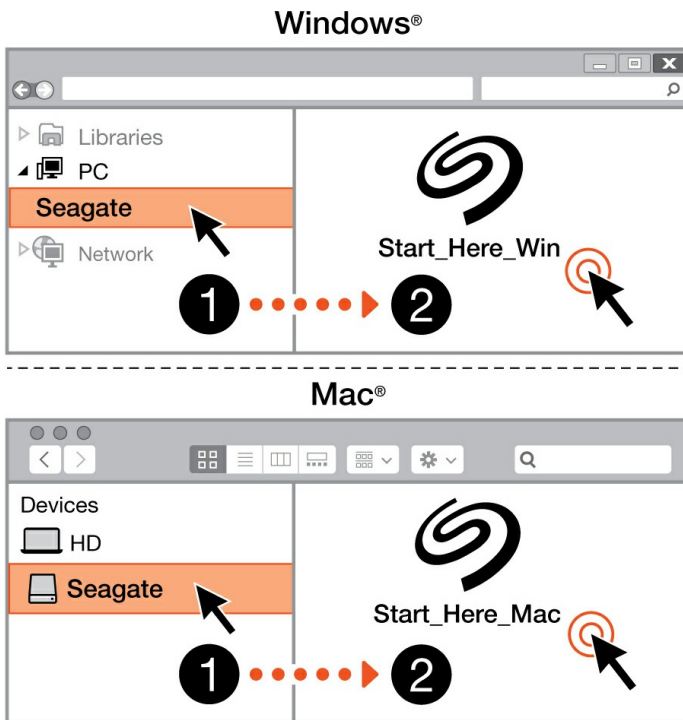 Windows®
Libraries
PC
Seagate
Network
Start_Here_Win
1
2
Mac®
Devices
HD
Seagate
Start_Here_Mac
1
2